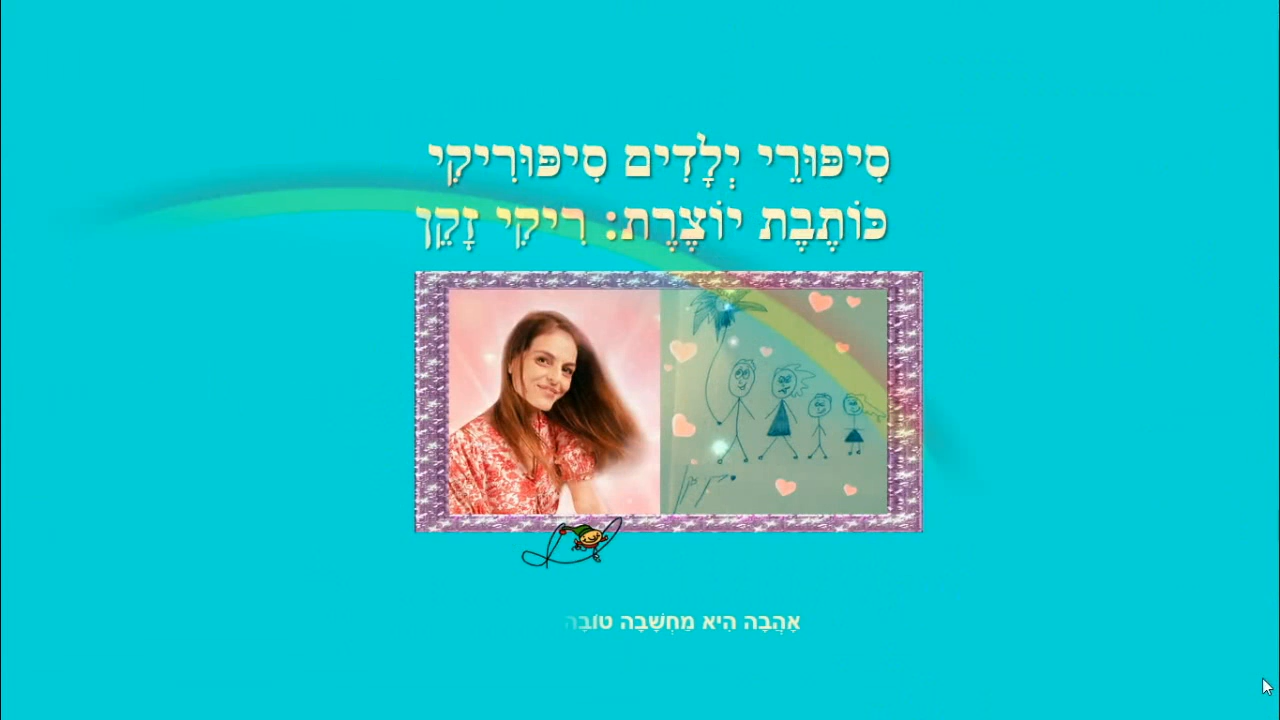 סִיפּוּרֵי יְלָדִים סִיפּוּרִיקִי
כּוֹתֶבֶת יוֹצֶרֶת: רִיקִי זָקֵן
אָהֲבָה הִיא מַחְשָׁבָה טוֹבָה